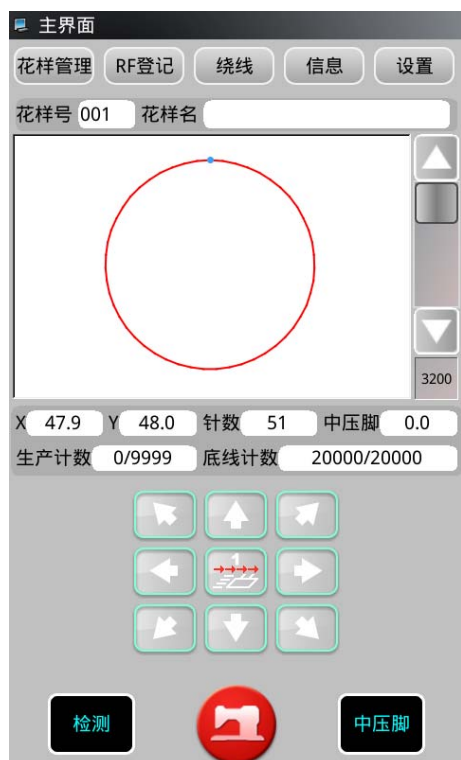 主界面
花样管理 RF登记 绕线 信息 设置
花样号 001 花样名
3200
X 47.9 Y 48.0 针数 51 中压脚 0.0
生产计数 0/9999 底线计数 20000/20000
1
检测 中压脚